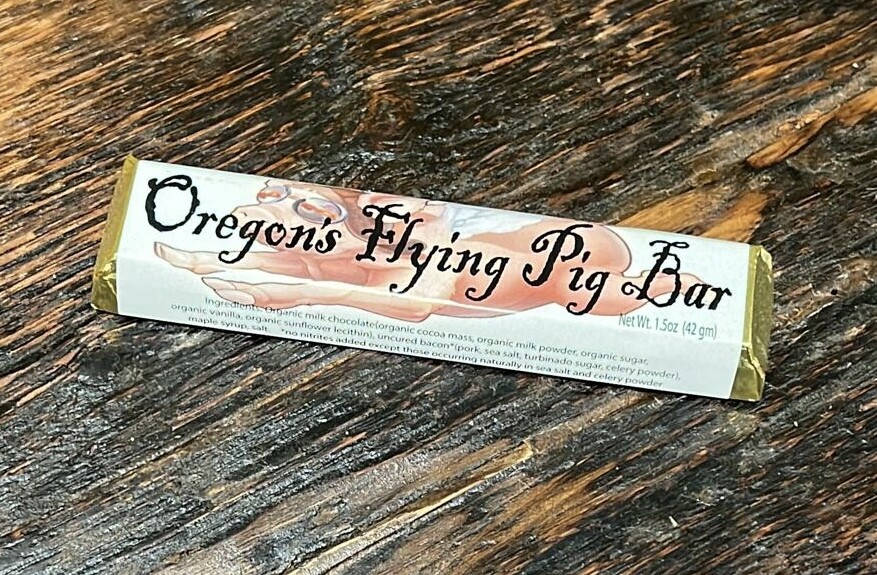 Oregon's Flying Pig Bar
Net Wt. 1.5oz (42 gm)
Ingredients: Organic milk chocolate(organic cocoa mass, organic milk powder, organic sugar,
organic vanilla, organic sunflower lecithin), uncured bacon*(pork, sea salt, turbinado sugar, celery powder),
maple syrup, salt. *no nitrites added except those occurring naturally in sea salt and celery powder